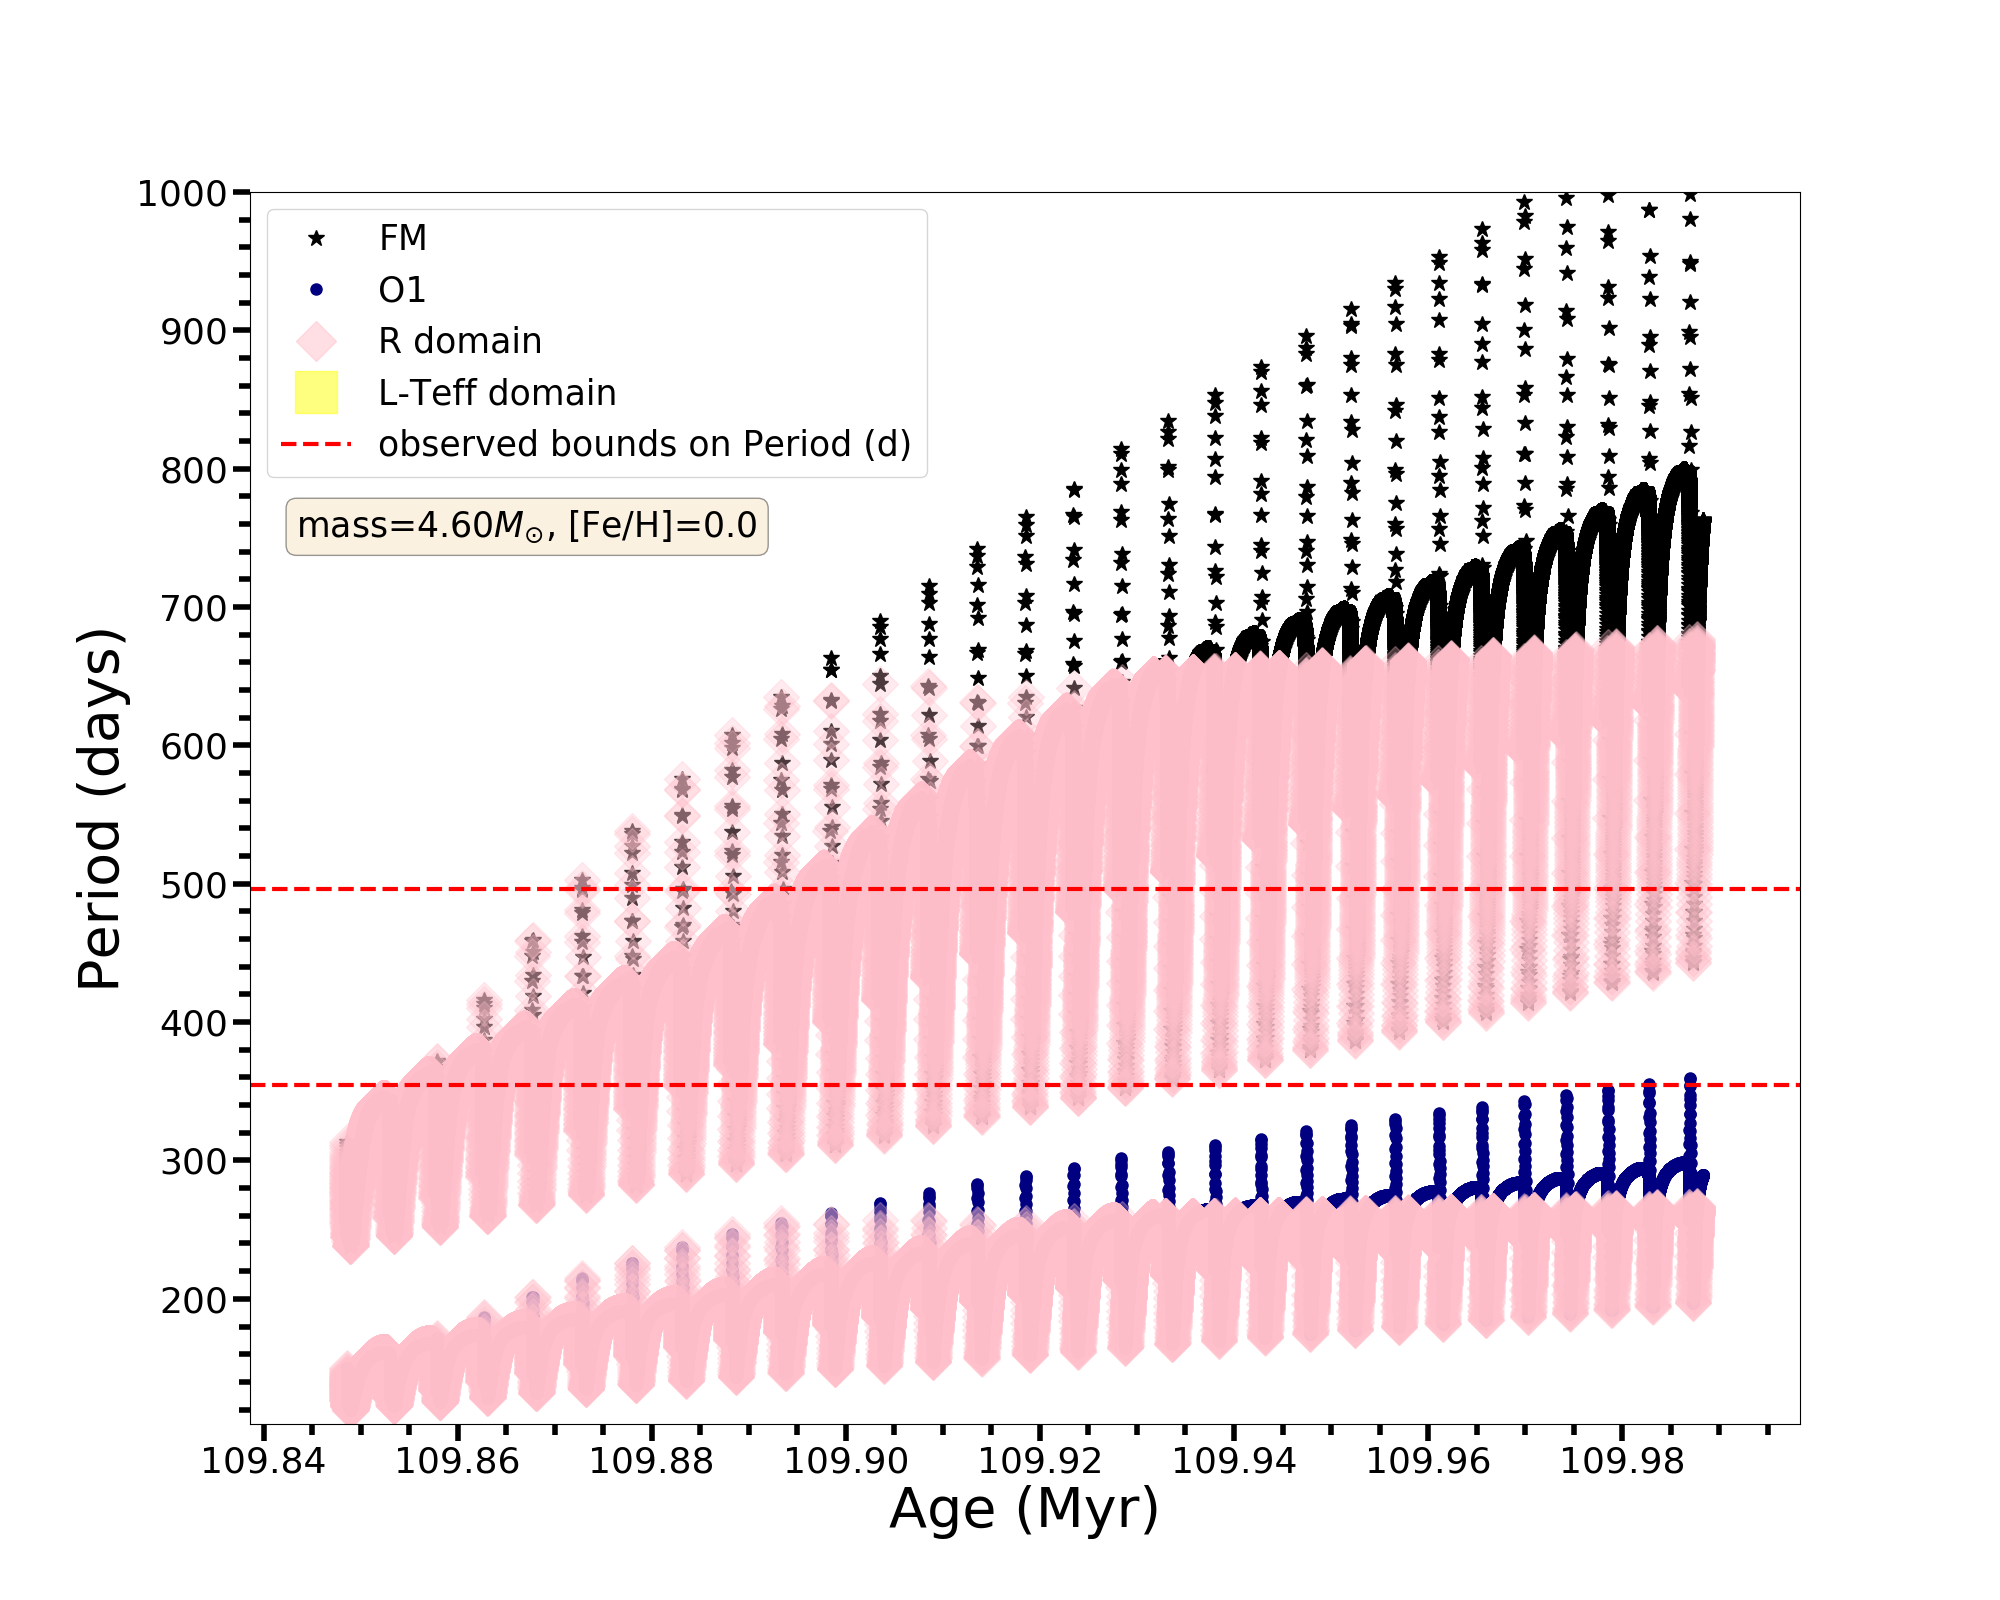 FM
O1
R domain
L-Teff domain
observed bounds on Period (d)
mass=4.60M⊙, [Fe/H]=0.0
1000
900
800
700
600
500
400
300
200
Period (days)
109.84 109.86 109.88 109.90 109.92 109.94 109.96 109.98
Age (Myr)